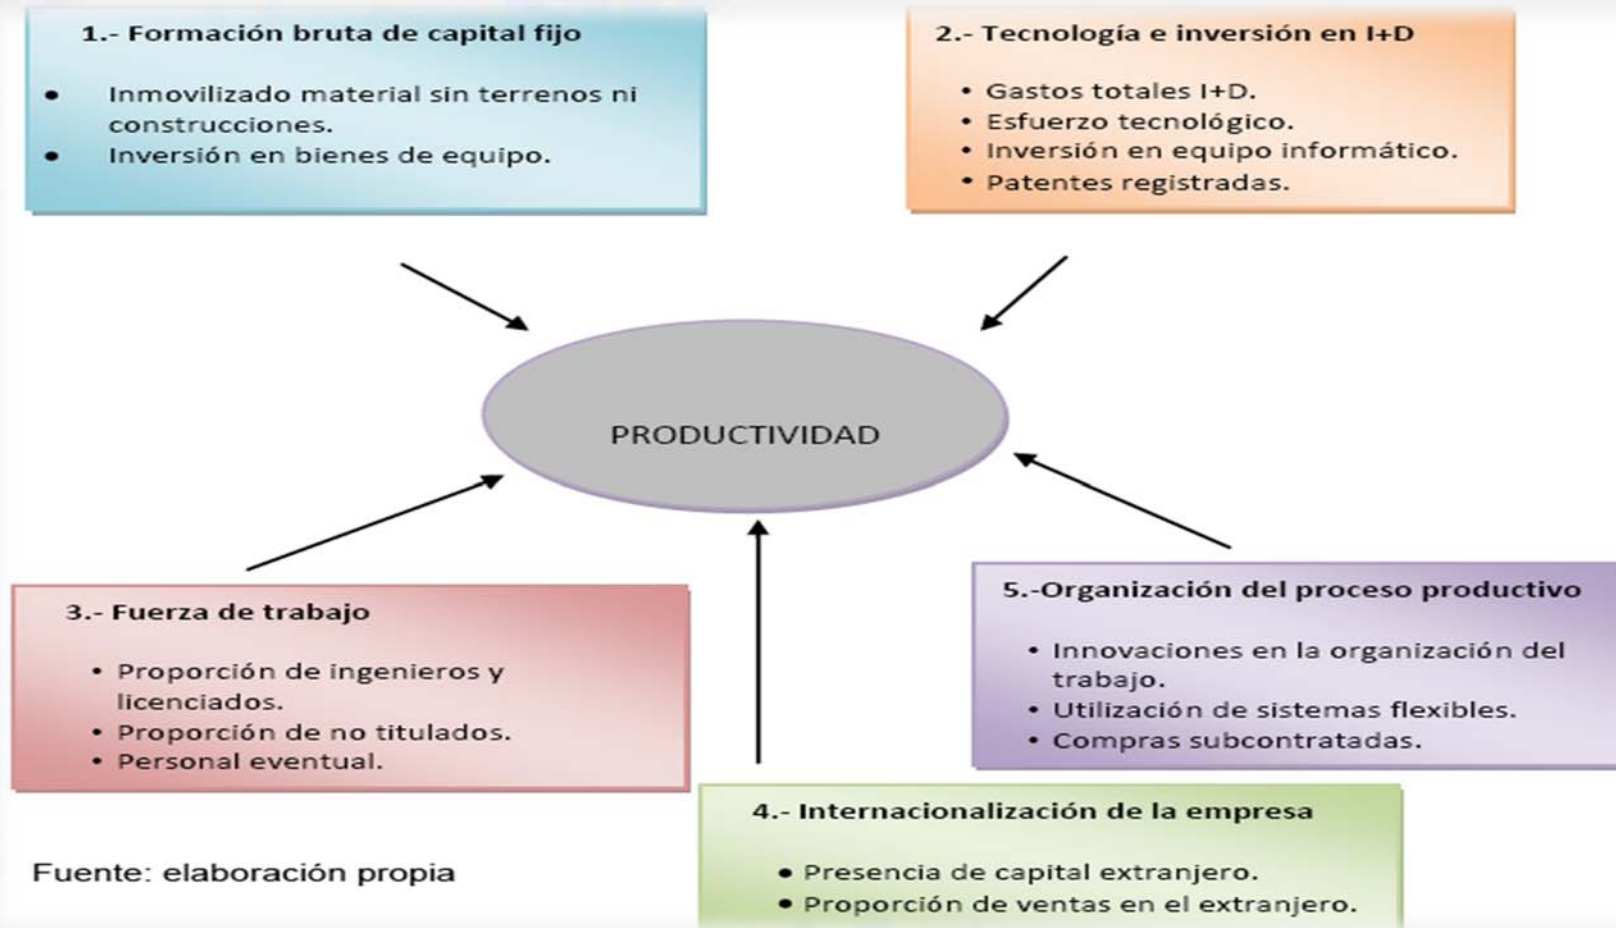 1.- Formación bruta de capital fijo
• Inmovilizado material sin terrenos ni
construcciones.
• Inversión en bienes de equipo.
2.- Tecnología e inversión en I+D
• Gastos totales I+D.
• Esfuerzo tecnológico.
• Inversión en equipo informático.
• Patentes registradas.
PRODUCTIVIDAD
3.- Fuerza de trabajo
• Proporción de ingenieros y
licenciados.
• Proporción de no titulados.
• Personal eventual.
5.-Organización del proceso productivo
• Innovaciones en la organización del
trabajo.
• Utilización de sistemas flexibles.
• Compras subcontratadas.
4.- Internacionalización de la empresa
• Presencia de capital extranjero.
• Proporción de ventas en el extranjero.
Fuente: elaboración propia